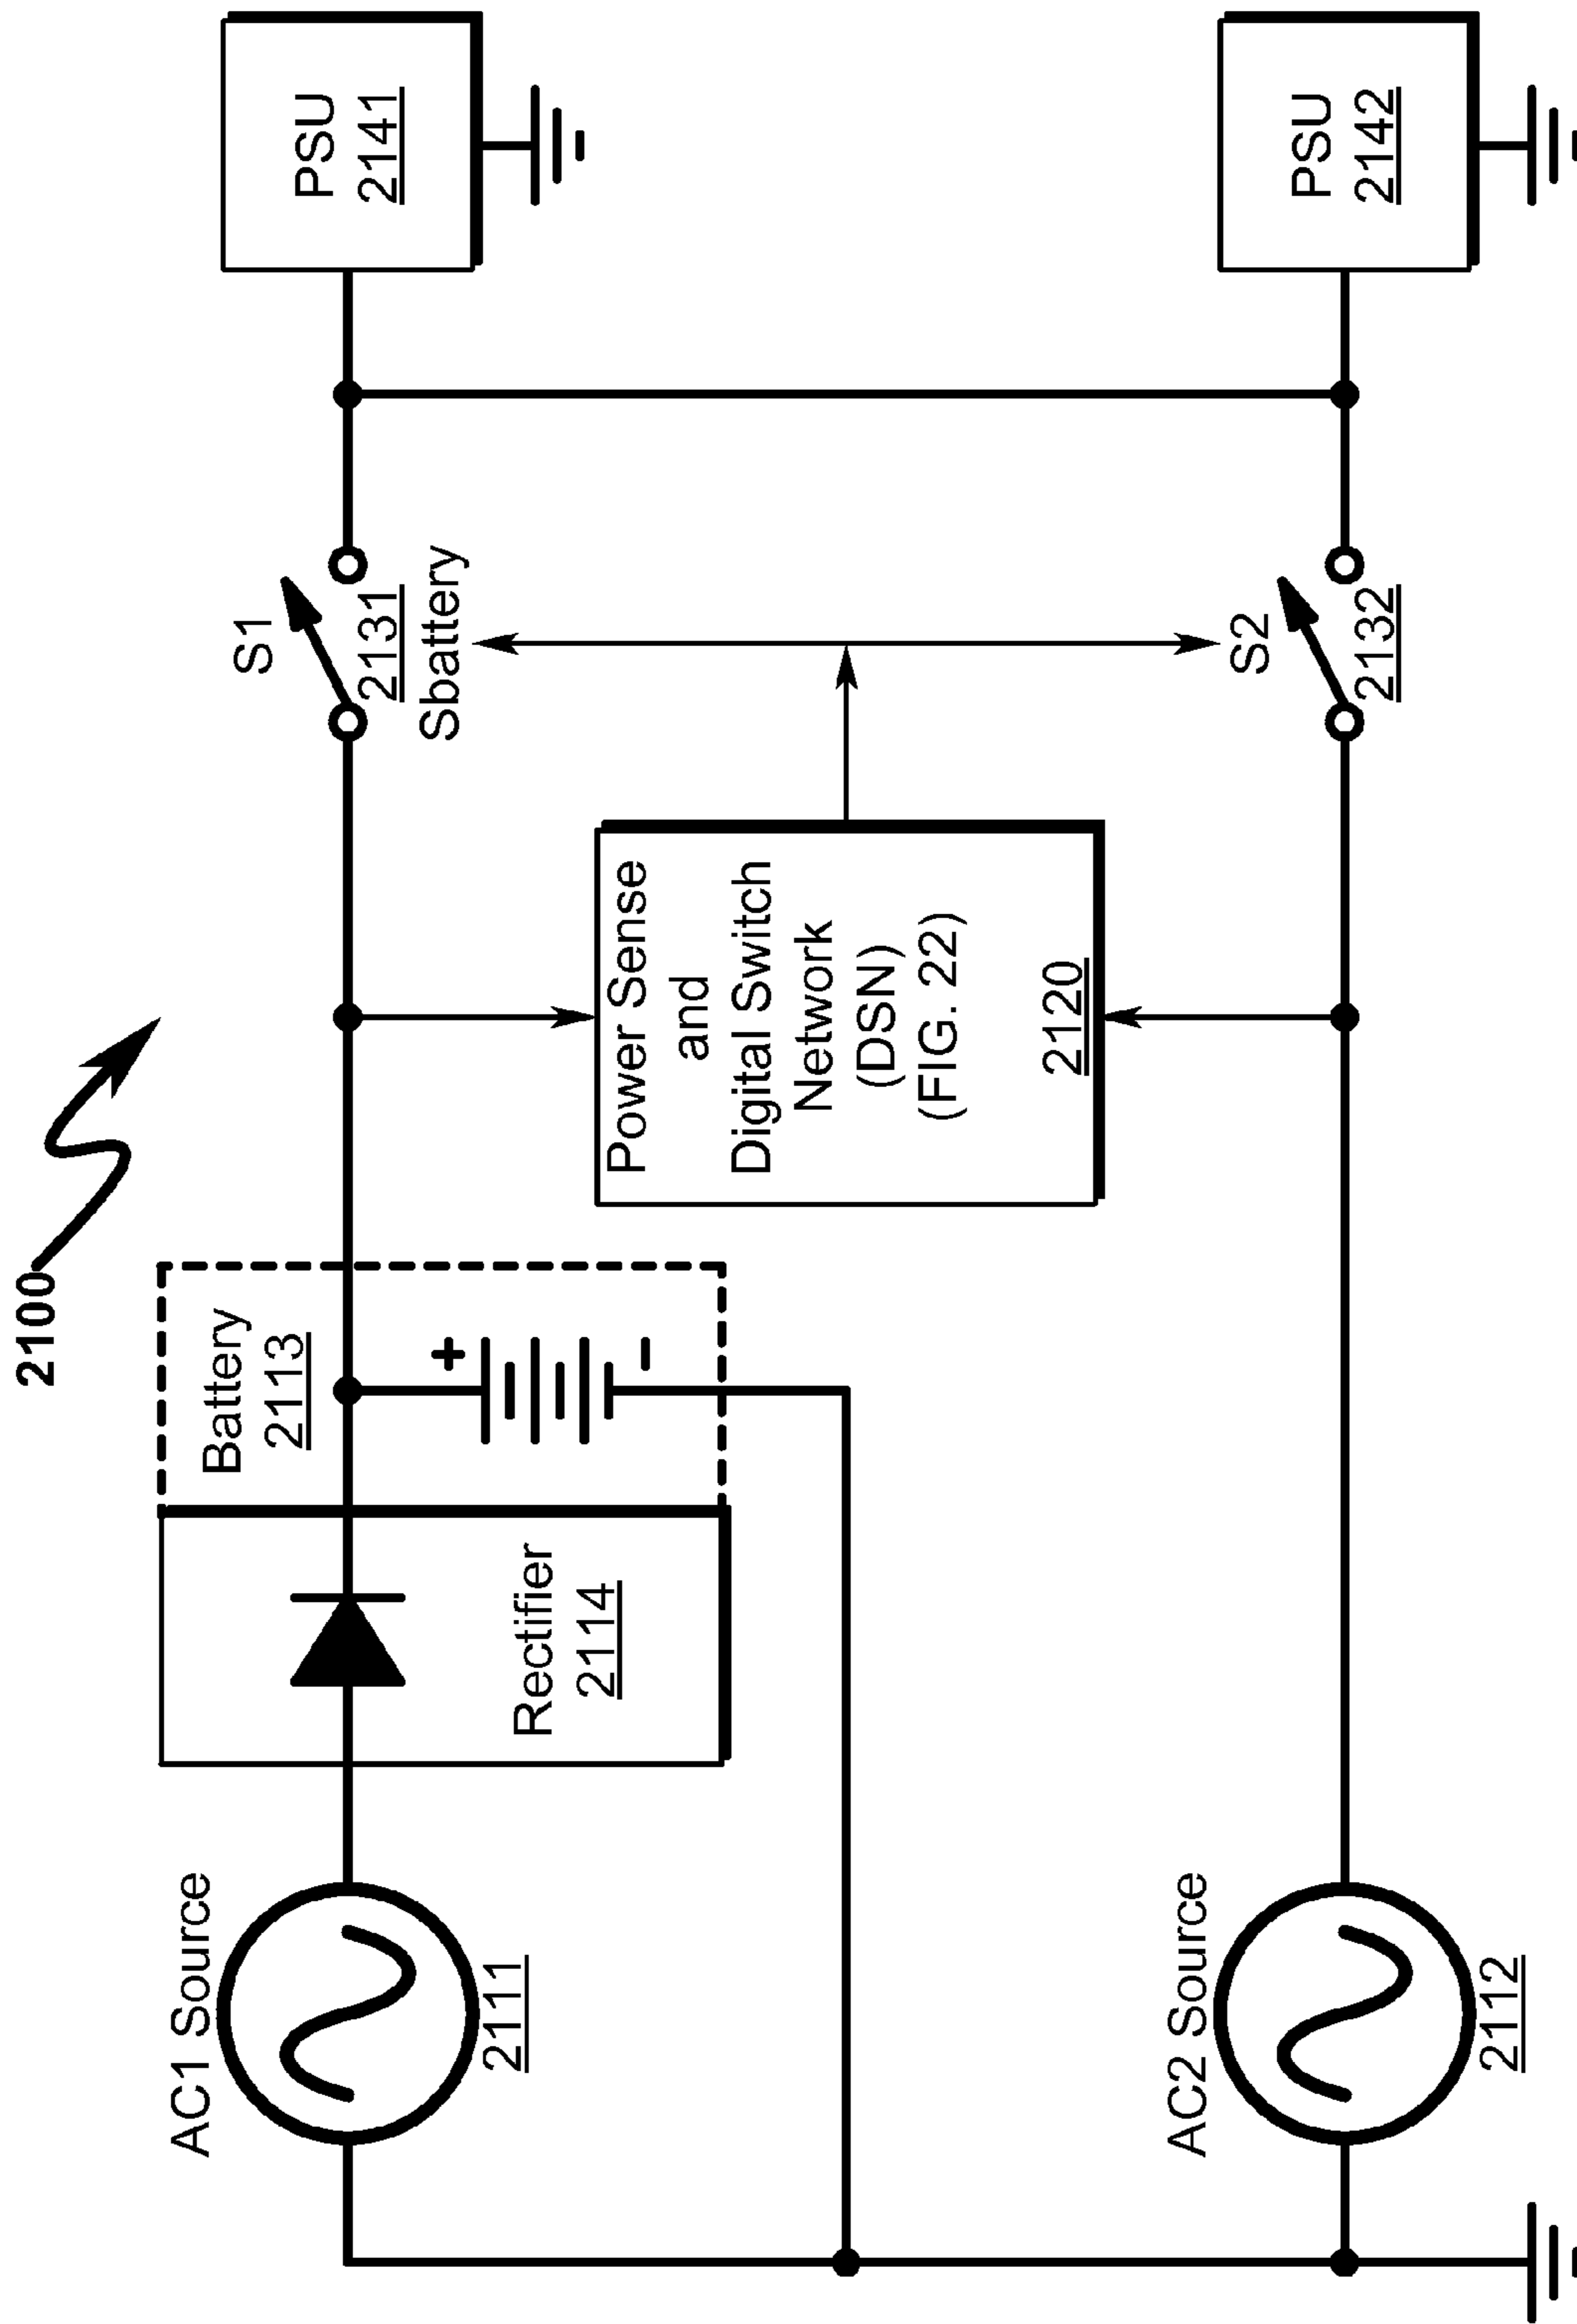 2100
AC1 Source
2111
Rectifier
2114
Battery
2113
+
-
Power Sense
and
Digital Switch
Network
(DSN)
(FIG. 22)
2120
S1
2131
Sbattery
PSU
2141
AC2 Source
2112
S2
2132
PSU
2142